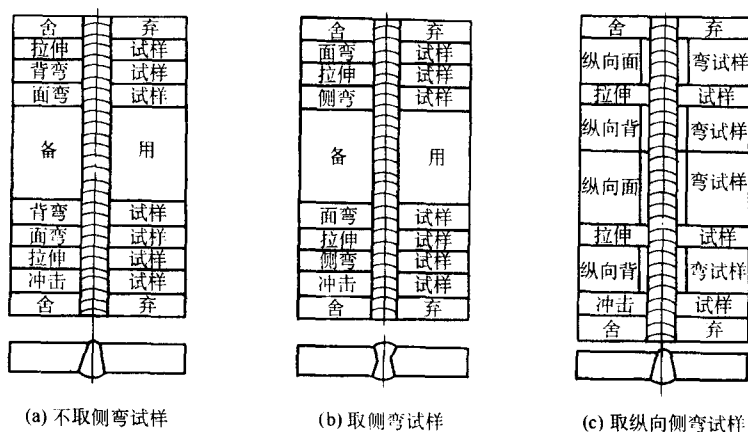 舍 弃
拉伸 试样
背弯 试样
面弯 试样
备 用
背弯 试样
面弯 试样
拉伸 试样
冲击 试样
舍 弃
(a) 不取侧弯试样
舍 弃
面弯 试样
拉伸 试样
侧弯 试样
备 用
面弯 试样
拉伸 试样
侧弯 试样
冲击 试样
舍 弃
(b) 取侧弯试样
舍 弃
纵向面 弯试样
拉伸 试样
纵向背 弯试样
纵向面 弯试样
拉伸 试样
纵向背 弯试样
冲击 试样
舍 弃
(c) 取纵向侧弯试样